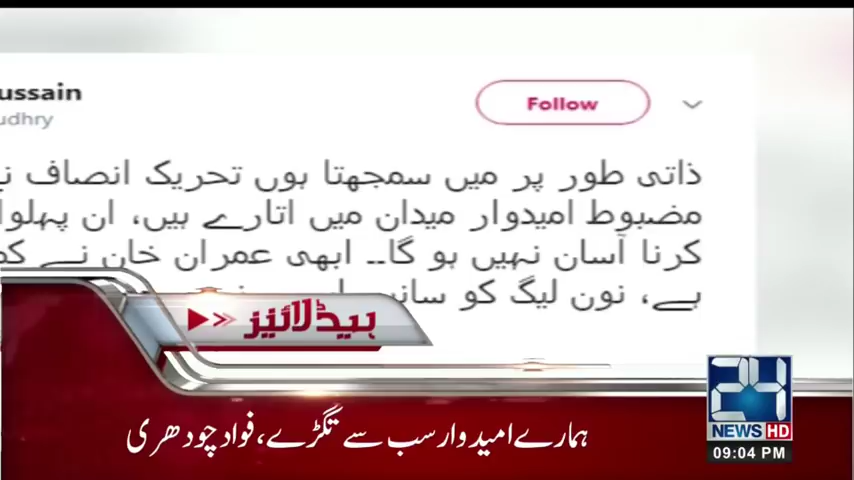 ussain
udhry
Follow
ذاتی طور پر میں سمجھتا ہوں تحریک انصاف نے
مضبوط امیدوار میدان میں اتارے ہیں، ان پہلوا
کرنا آسان نہیں ہو گا۔۔ ابھی عمران خان نے
ہے، نون لیگ کو
ہیڈلائنز
ہمارے امیدوار سب سے تگڑے، فواد چودھری
24
NEWS HD
09:04 PM